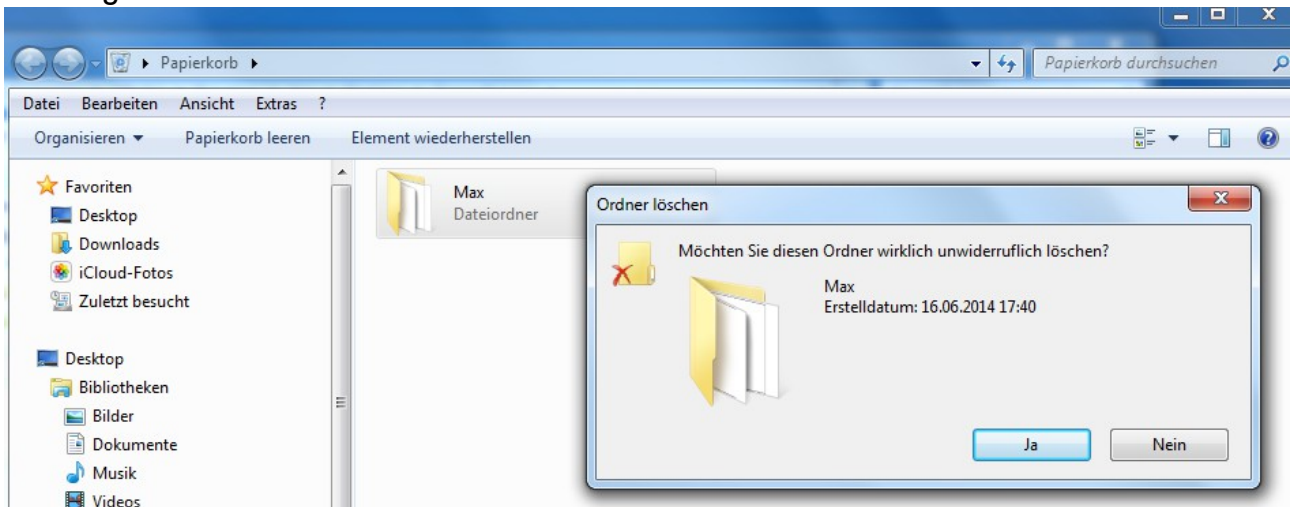 Papierkorb
Papierkorb durchsuchen
Datei Bearbeiten Ansicht Extras ?
Organisieren Papierkorb leeren Element wiederherstellen
Favoriten
Desktop
Downloads
iCloud-Fotos
Zuletzt besucht
Desktop
Bibliotheken
Bilder
Dokumente
Musik
Videos
Max
Dateiordner
Ordner löschen
Möchten Sie diesen Ordner wirklich unwiderruflich löschen?
Max
Erstelldatum: 16.06.2014 17:40
Ja Nein